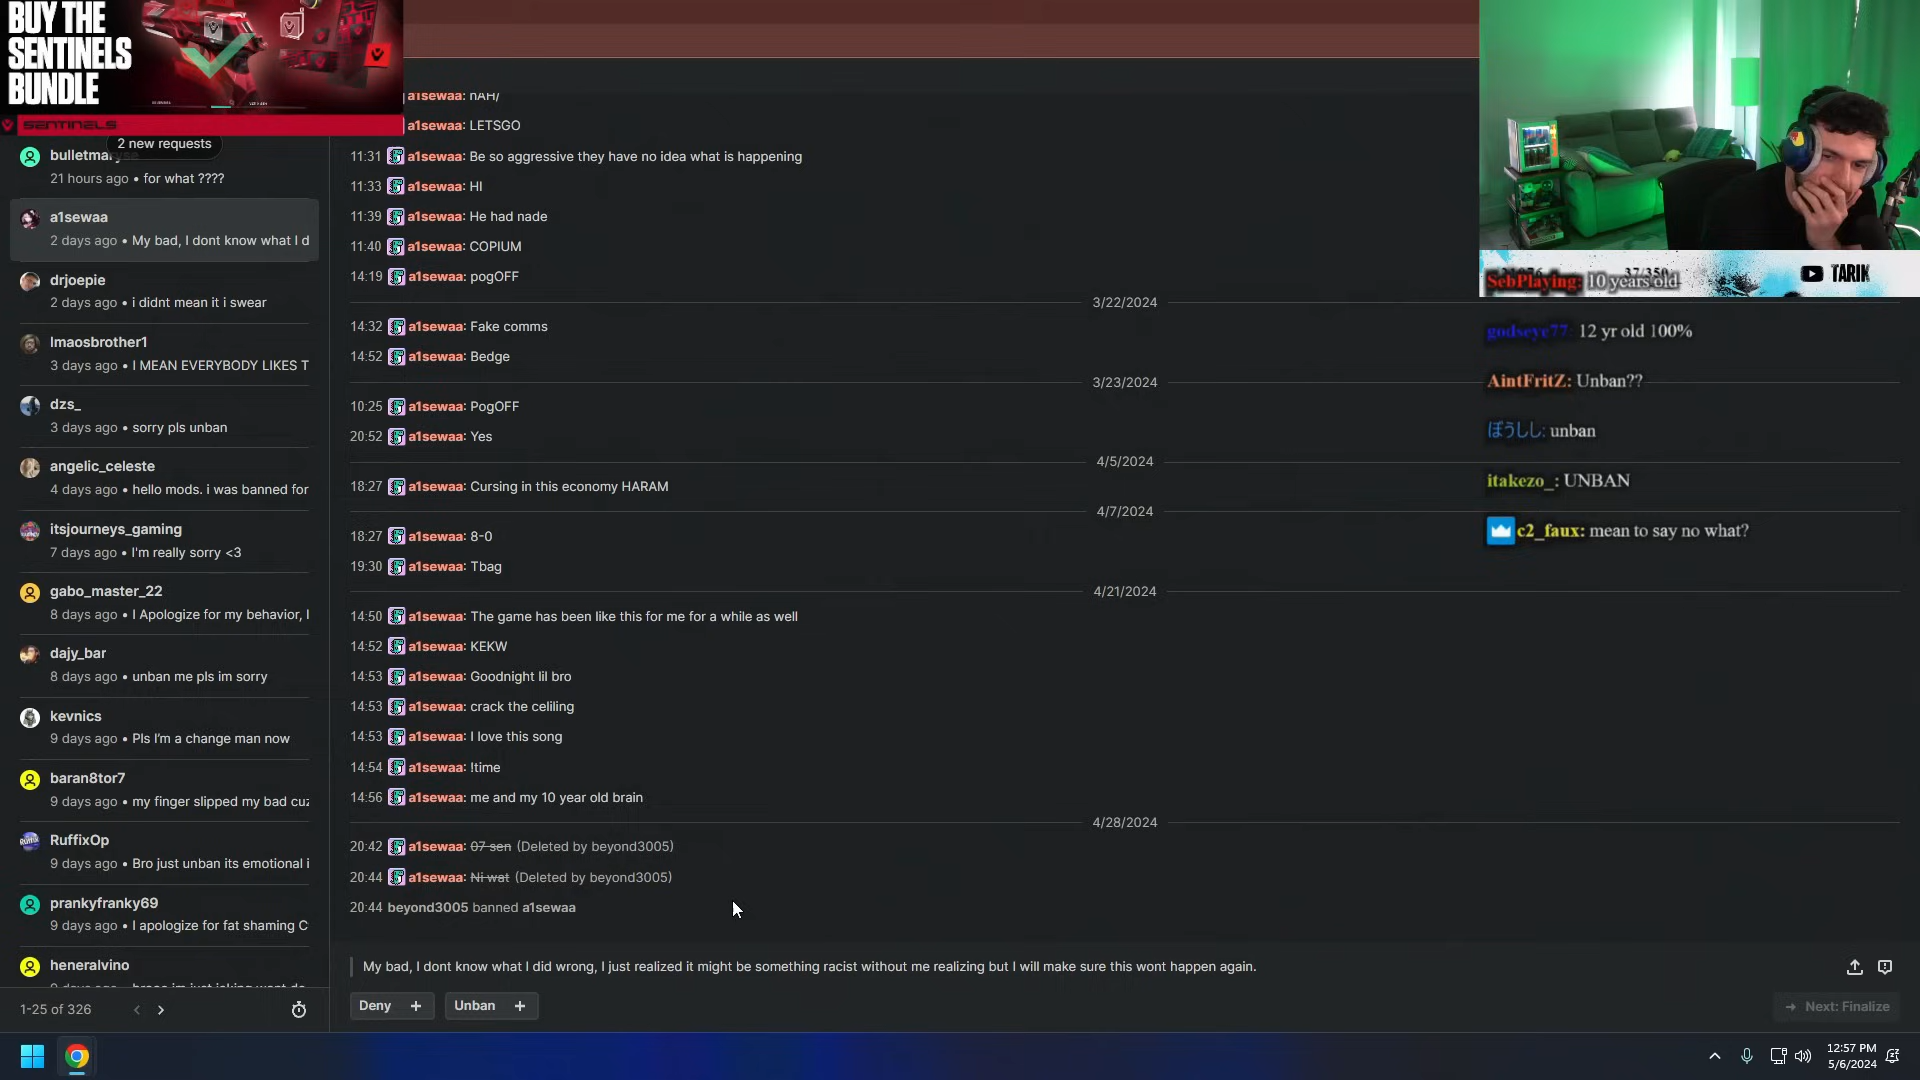 BUY THE
SENTINELS
BUNDLE
SENTINELS
2 new requests
21 hours ago • for what ????
a1sewaa
2 days ago • My bad, I dont know what I d
drjoepie
2 days ago • i didnt mean it i swear
lmaosbrother1
3 days ago • I MEAN EVERYBODY LIKES T
dzs_
3 days ago • sorry pls unban
angelic_celeste
4 days ago • hello mods. i was banned for
itsjourneys_gaming
7 days ago • I'm really sorry <3
gabo_master_22
8 days ago • I Apologize for my behavior, I
dajy_bar
8 days ago • unban me pls im sorry
kevnics
9 days ago • Pls I'm a change man now
baran8tor7
9 days ago • my finger slipped my bad cuz
RuffixOp
9 days ago • Bro just unban its emotional i
prankyfranky69
9 days ago • I apologize for fat shaming C
heneralvino
1-25 of 326
a1sewaa: nAH/
a1sewaa: LETSGO
11:31 a1sewaa: Be so aggressive they have no idea what is happening
11:33 a1sewaa: HI
11:39 a1sewaa: He had nade
11:40 a1sewaa: COPIUM
14:19 a1sewaa: pogOFF
3/22/2024
14:32 a1sewaa: Fake comms
14:52 a1sewaa: Bedge
3/23/2024
10:25 a1sewaa: PogOFF
20:52 a1sewaa: Yes
4/5/2024
18:27 a1sewaa: Cursing in this economy HARAM
4/7/2024
18:27 a1sewaa: 8-0
19:30 a1sewaa: Tbag
4/21/2024
14:50 a1sewaa: The game has been like this for me for a while as well
14:52 a1sewaa: KEKW
14:53 a1sewaa: Goodnight lil bro
14:53 a1sewaa: crack the celiling
14:53 a1sewaa: I love this song
14:54 a1sewaa: !time
14:56 a1sewaa: me and my 10 year old brain
4/28/2024
20:42 a1sewaa: 07 sen (Deleted by beyond3005)
20:44 a1sewaa: Ni wat (Deleted by beyond3005)
20:44 beyond3005 banned a1sewaa
My bad, I dont know what I did wrong, I just realized it might be something racist without me realizing but I will make sure this wont happen again.
Deny +
Unban +
Next: Finalize
TARIK
SebPlaying: 10 years old
godseye77: 12 yr old 100%
AintFritZ: Unban??
ぼうしし: unban
itakezo_: UNBAN
c2_faux: mean to say no what?
12:57 PM
5/6/2024